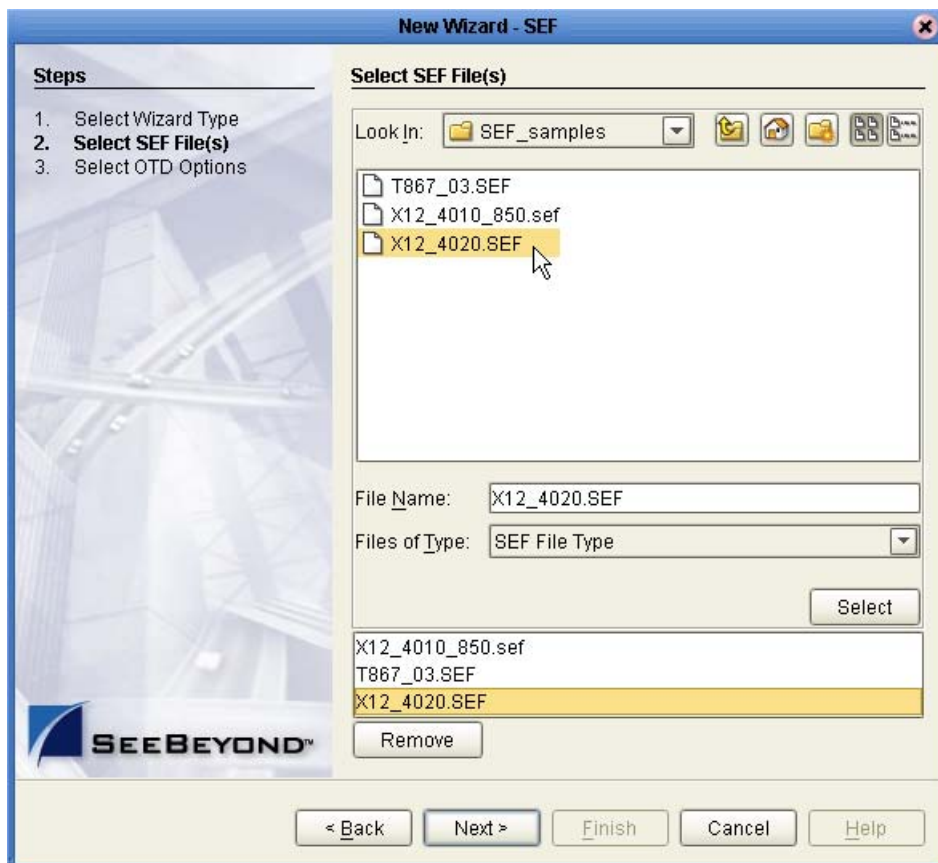 New Wizard - SEF
Steps
1. Select Wizard Type
2. Select SEF File(s)
3. Select OTD Options
SEEBEYOND™
Select SEF File(s)
Look In: SEF_samples
T867_03.SEF
X12_4010_850.sef
X12_4020.SEF
File Name: X12_4020.SEF
Files of Type: SEF File Type
Select
X12_4010_850.sef
T867_03.SEF
X12_4020.SEF
Remove
< Back Next > Finish Cancel Help